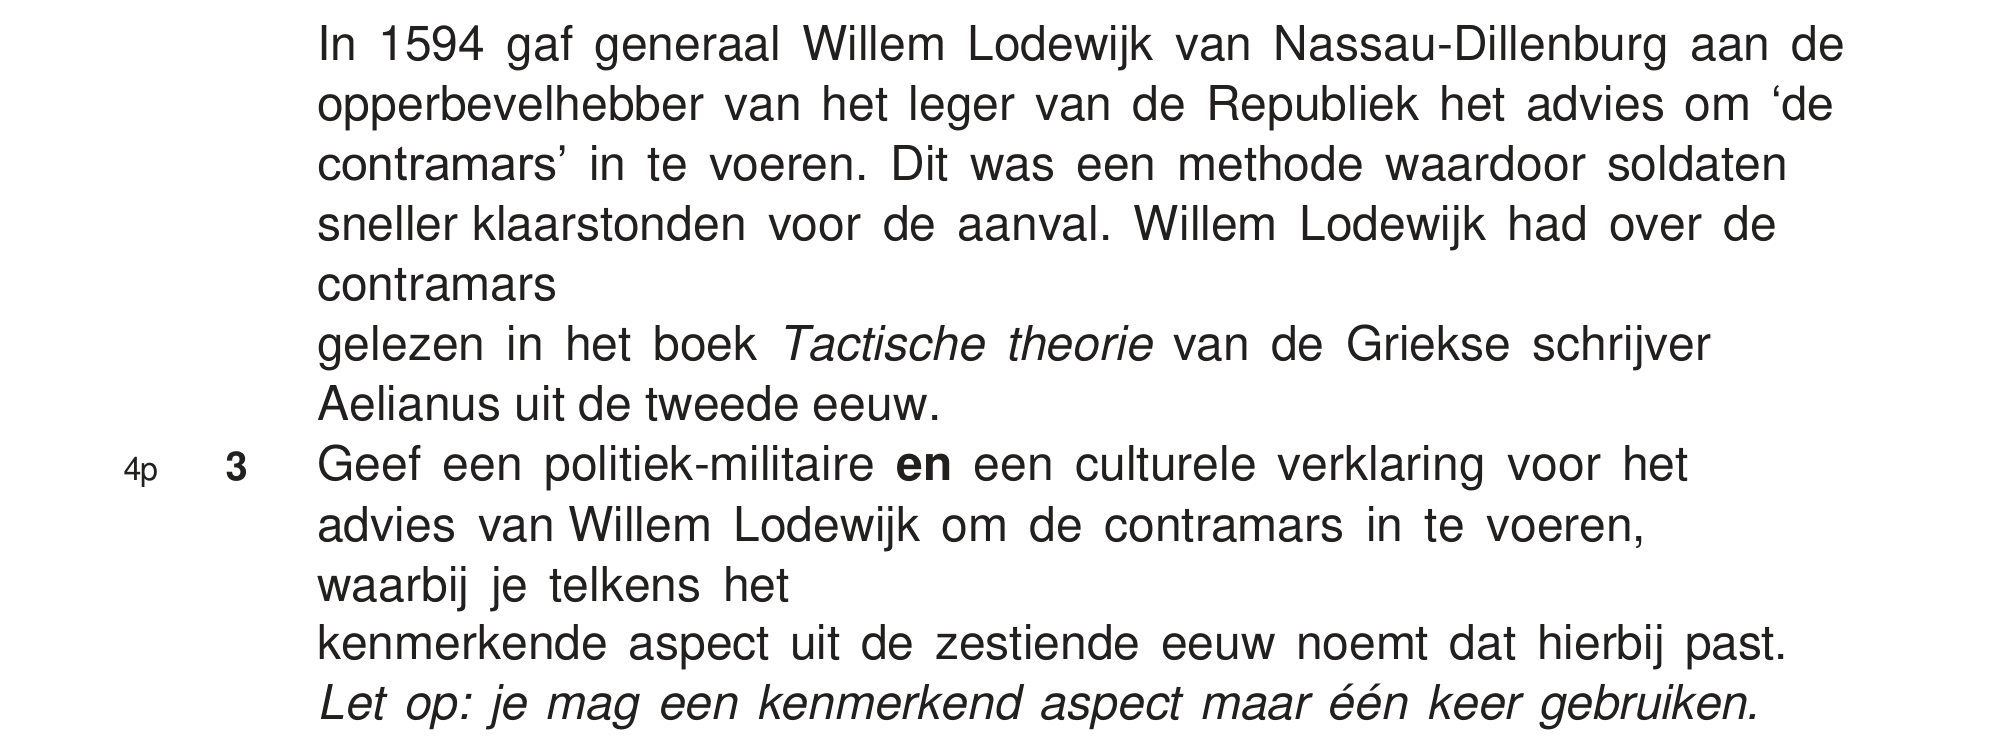 In 1594 gaf generaal Willem Lodewijk van Nassau-Dillenburg aan de
opperbevelhebber van het leger van de Republiek het advies om ‘de
contramars’ in te voeren. Dit was een methode waardoor soldaten
sneller klaarstonden voor de aanval. Willem Lodewijk had over de
contramars
gelezen in het boek Tactische theorie van de Griekse schrijver
Aelianus uit de tweede eeuw.
4p 3 Geef een politiek-militaire en een culturele verklaring voor het
advies van Willem Lodewijk om de contramars in te voeren,
waarbij je telkens het
kenmerkende aspect uit de zestiende eeuw noemt dat hierbij past.
Let op: je mag een kenmerkend aspect maar één keer gebruiken.